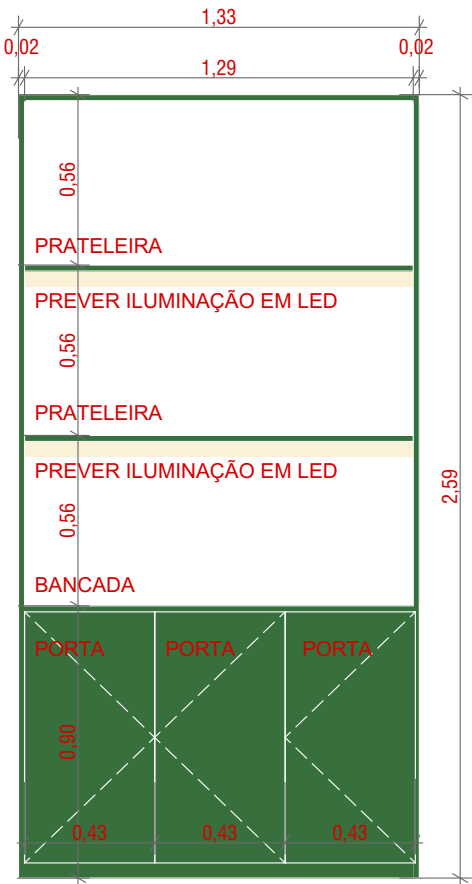 1,33
0,02
0,02
1,29
0,56
PRATELEIRA
PREVER ILUMINAÇÃO EM LED
0,56
PRATELEIRA
PREVER ILUMINAÇÃO EM LED
2,59
0,56
BANCADA
PORTA PORTA PORTA
0,90
0,43 0,43 0,43